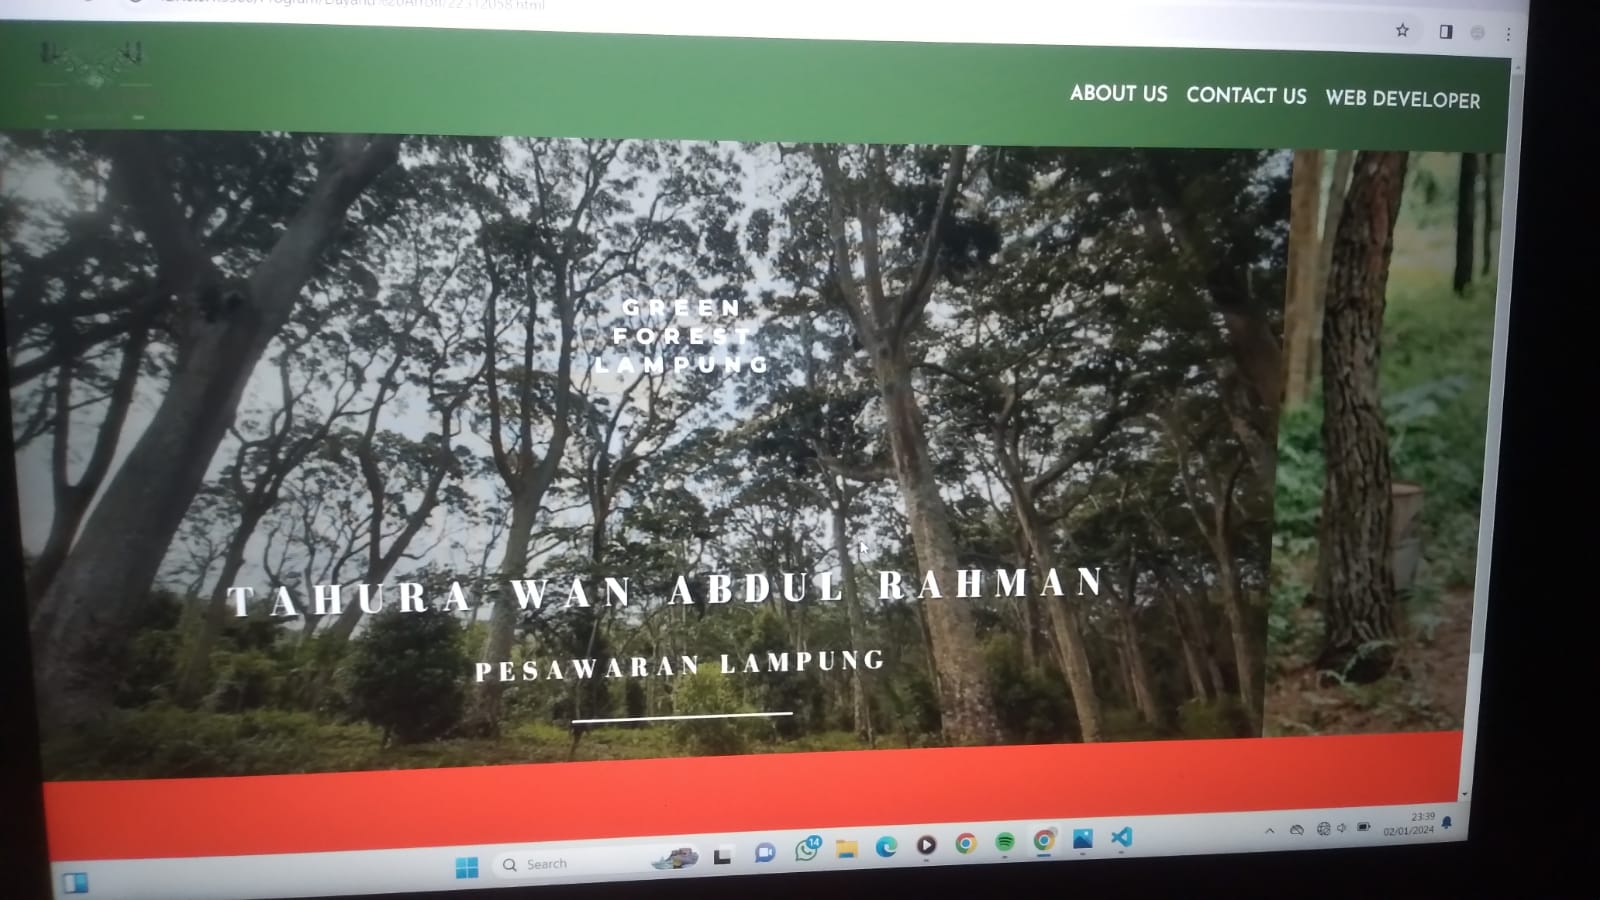 ABOUT US CONTACT US WEB DEVELOPER
GREEN
FOREST
LAMPUNG
TAHURA WAN ABDUL RAHMAN
PESAWARAN LAMPUNG
14
Search
23:39
02/01/2024